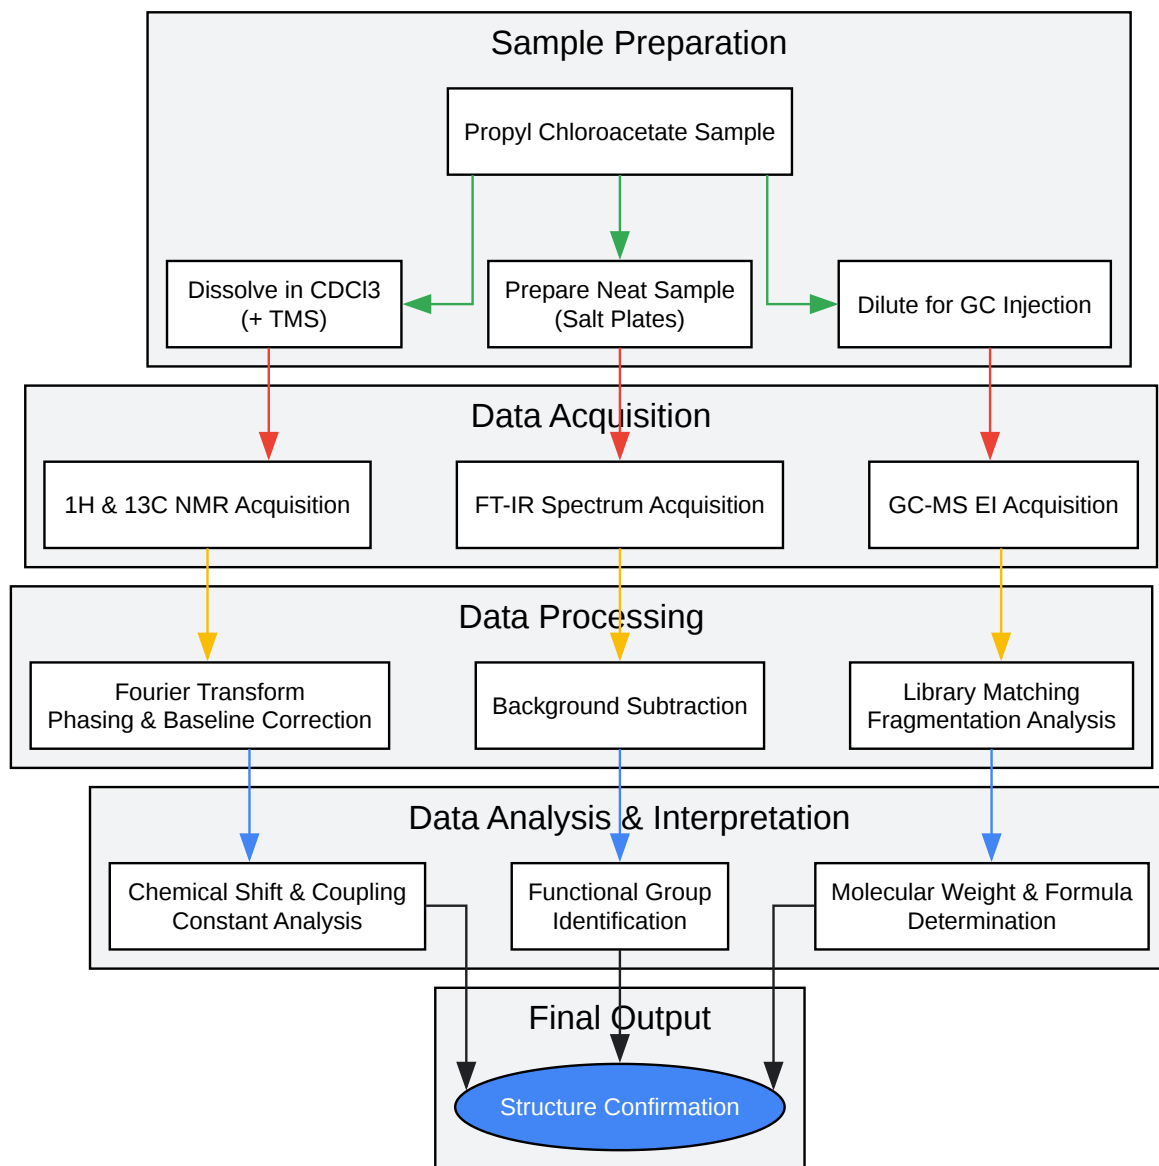 Sample Preparation
Propyl Chloroacetate Sample
Dissolve in CDCl3
(+ TMS)
Prepare Neat Sample
(Salt Plates)
Dilute for GC Injection
Data Acquisition
1H & 13C NMR Acquisition
FT-IR Spectrum Acquisition
GC-MS EI Acquisition
Data Processing
Fourier Transform
Phasing & Baseline Correction
Background Subtraction
Library Matching
Fragmentation Analysis
Data Analysis & Interpretation
Chemical Shift & Coupling
Constant Analysis
Functional Group
Identification
Molecular Weight & Formula
Determination
Final Output
Structure Confirmation